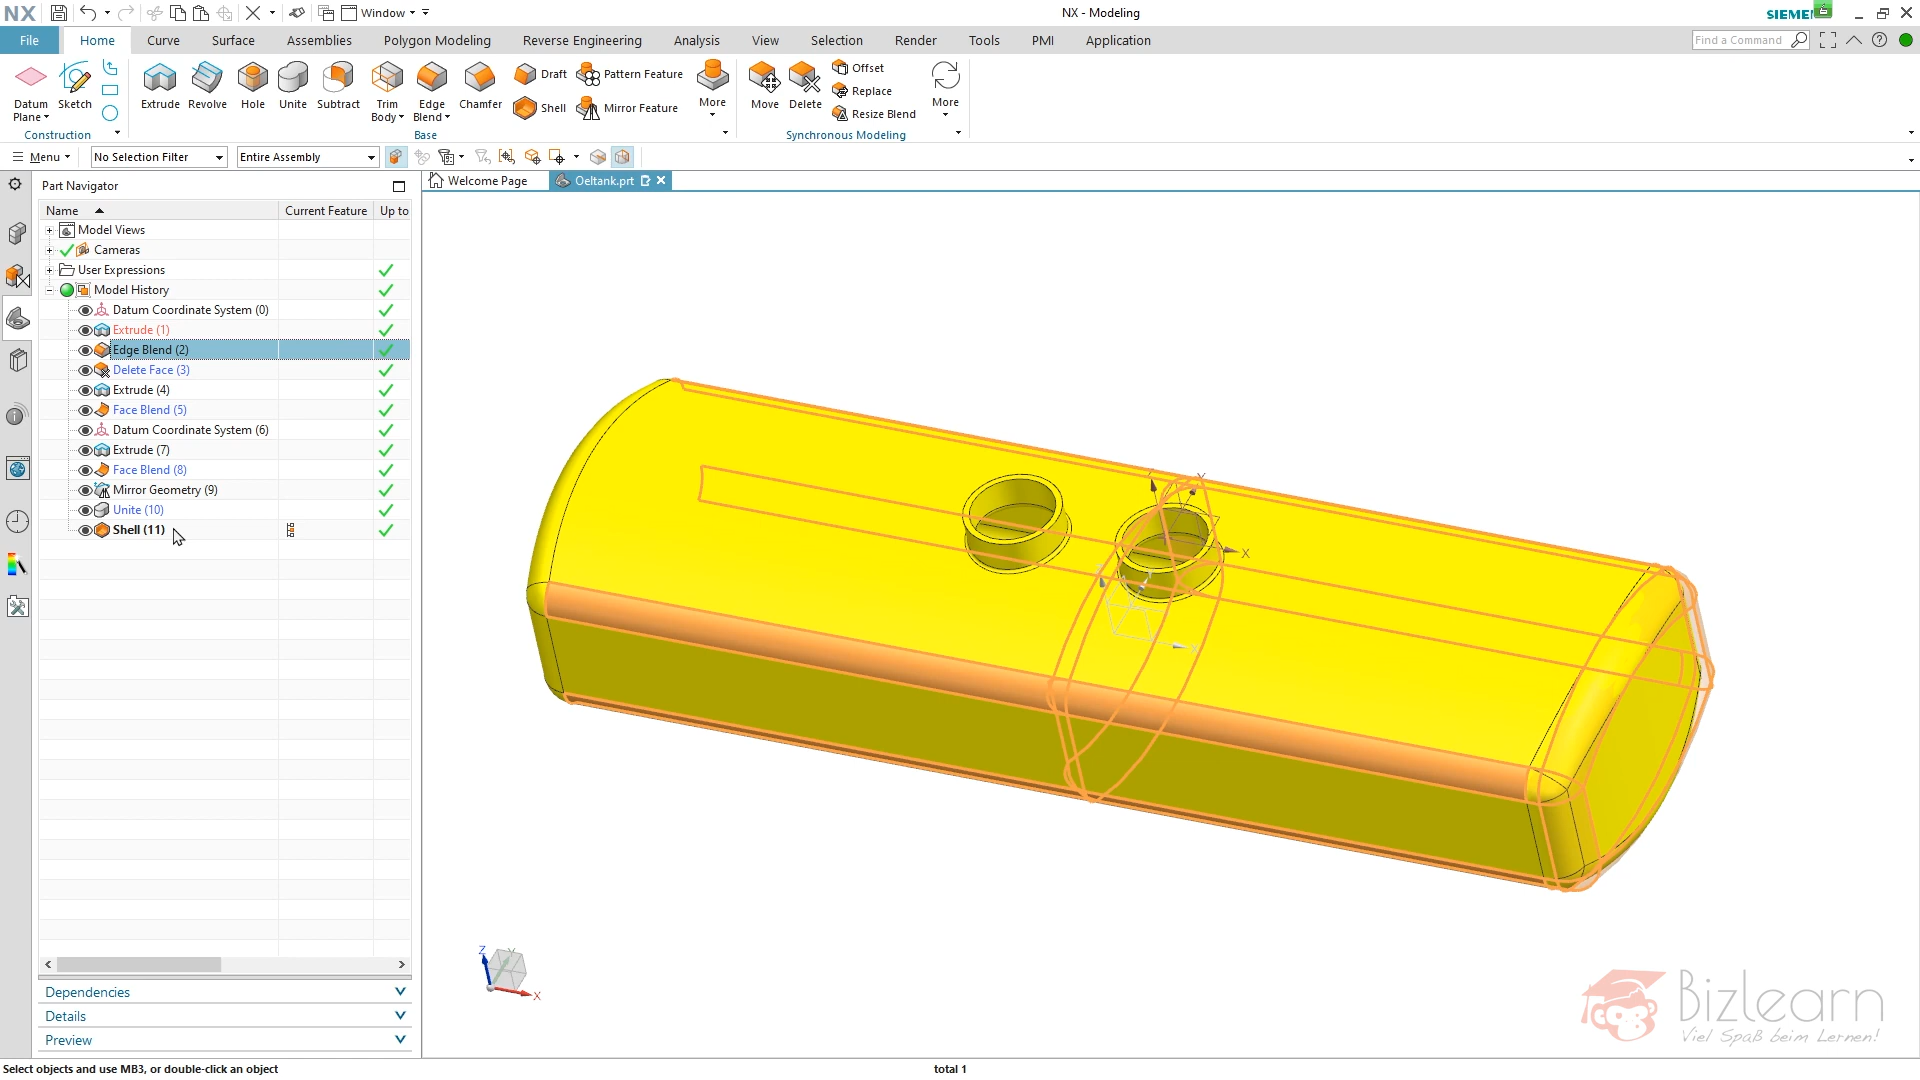 NX
Window
NX - Modeling
SIEME
File
Home
Curve
Surface
Assemblies
Polygon Modeling
Reverse Engineering
Analysis
View
Selection
Render
Tools
PMI
Application
Find a Command
Datum Plane
Sketch
Extrude
Revolve
Hole
Unite
Subtract
Trim Body
Edge Blend
Chamfer
Draft
Shell
Pattern Feature
Mirror Feature
More
Move
Delete
Offset
Replace
Resize Blend
More
Construction
Base
Synchronous Modeling
Menu
No Selection Filter
Entire Assembly
Part Navigator
Welcome Page
Oeltank.prt
Name
Current Feature
Up to
Model Views
Cameras
User Expressions
Model History
Datum Coordinate System (0)
Extrude (1)
Edge Blend (2)
Delete Face (3)
Extrude (4)
Face Blend (5)
Datum Coordinate System (6)
Extrude (7)
Face Blend (8)
Mirror Geometry (9)
Unite (10)
Shell (11)
Y
X
X
Z
Y
X
Dependencies
Details
Preview
Bizlearn
Viel Spaß beim Lernen!
Select objects and use MB3, or double-click an object
total 1